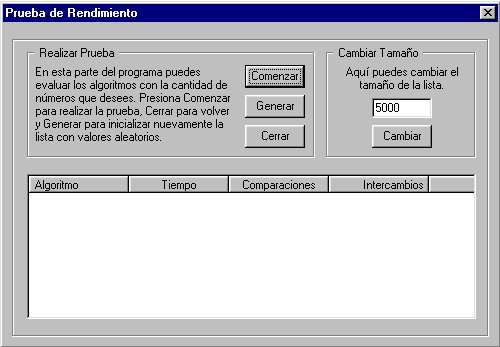 Prueba de Rendimiento
Realizar Prueba
En esta parte del programa puedes
evaluar los algoritmos con la cantidad de
números que desees. Presiona Comenzar
para realizar la prueba, Cerrar para volver
y Generar para inicializar nuevamente la
lista con valores aleatorios.
Comenzar
Generar
Cerrar
Cambiar Tamaño
Aquí puedes cambiar el
tamaño de la lista.
5000
Cambiar
Algoritmo Tiempo Comparaciones Intercambios